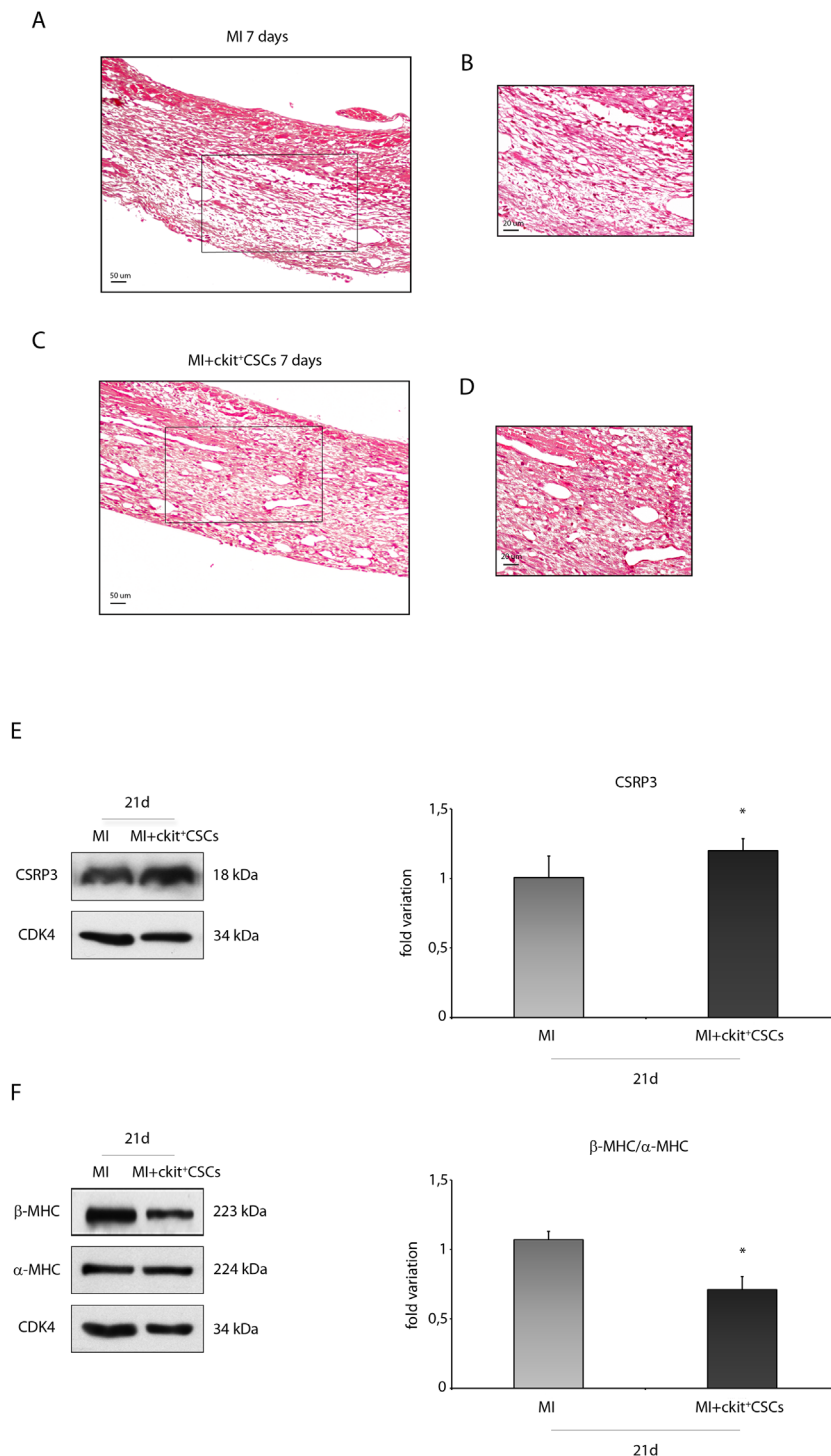 A
MI 7 days
50 um
B
20 um
C
MI+ckit⁺CSCs 7 days
50 um
D
20 um
E
21d
MI MI+ckit⁺CSCs
CSRP3 18 kDa
CDK4 34 kDa
CSRP3
fold variation
1,5
1
0,5
0
*
MI MI+ckit⁺CSCs
21d
F
21d
MI MI+ckit⁺CSCs
β-MHC 223 kDa
α-MHC 224 kDa
CDK4 34 kDa
β-MHC/α-MHC
fold variation
1,5
1
0,5
0
*
MI MI+ckit⁺CSCs
21d